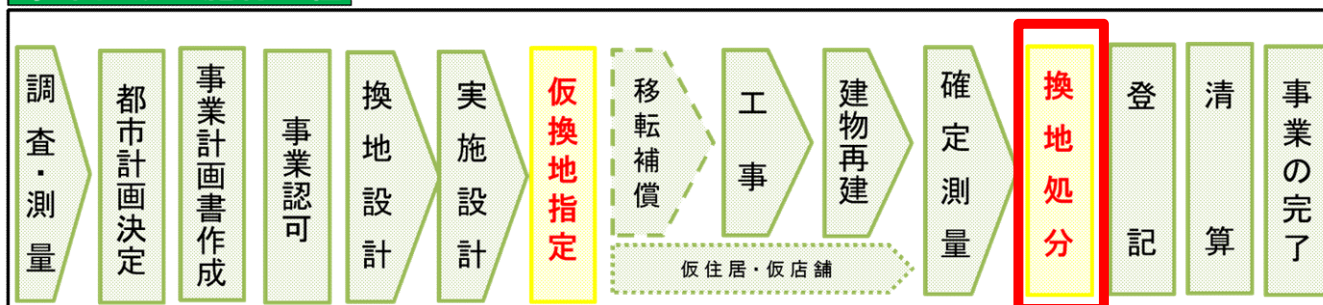 調査・測量
都市計画決定
事業計画書作成
事業認可
換地設計
実施設計
仮換地指定
移転補償
工事
建物再建
仮住居・仮店舗
確定測量
換地処分
登記
清算
事業の完了